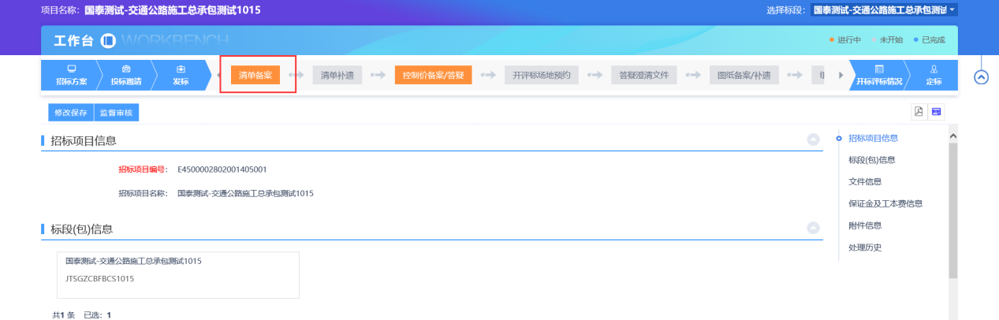 项目名称: 国泰测试-交通公路施工总承包测试1015
选择标段: 国泰测试-交通公路施工总承包测试
工作台 WORKBENCH
进行中 未开始 已完成
招标方案 投标邀请 发标 清单备案 清单补遗 控制价备案/答疑 开评标场地预约 答疑澄清文件 图纸备案/补遗 开标评标情况 定标
修改保存 监督审核
招标项目信息
招标项目编号: E4500002802001405001
招标项目名称: 国泰测试-交通公路施工总承包测试1015
标段(包)信息
国泰测试-交通公路施工总承包测试1015
JTSGZCBFBCS1015
共1 条 已选: 1
招标项目信息
标段(包)信息
文件信息
保证金及工本费信息
附件信息
处理历史